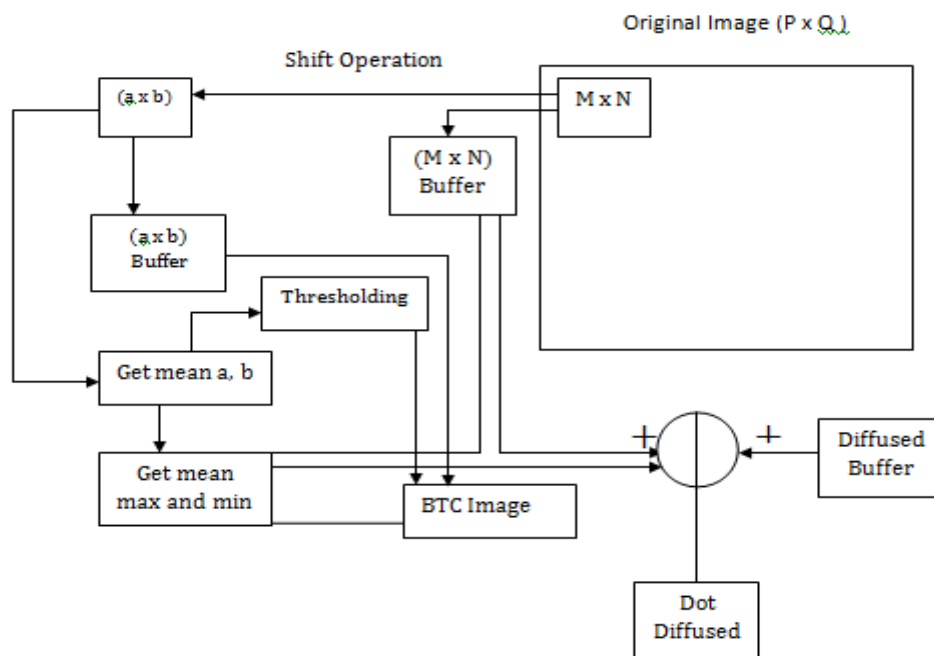 Original Image (P x Q )
Shift Operation
(a x b)
M x N
(M x N)
Buffer
(a x b)
Buffer
Thresholding
Get mean a, b
+
+
Diffused
Buffer
Get mean
max and min
BTC Image
Dot
Diffused